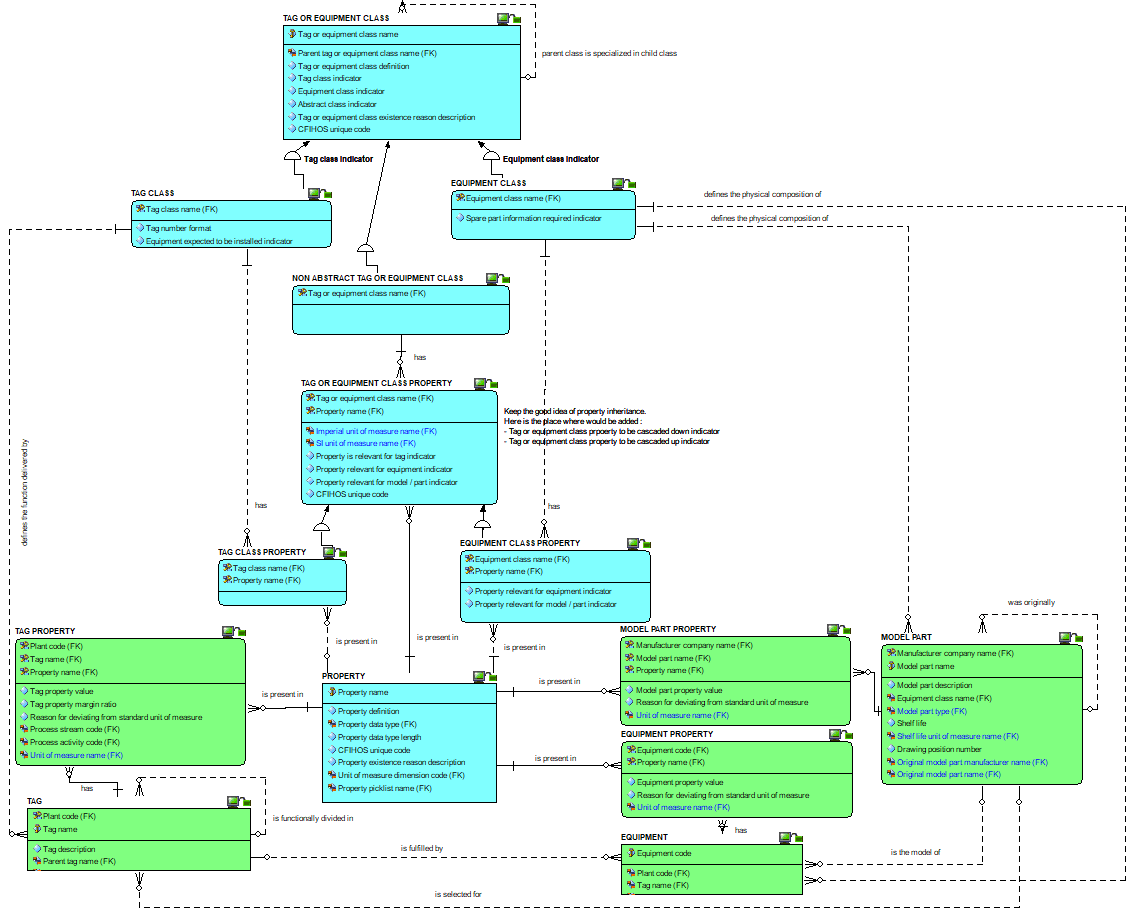 TAG OR EQUIPMENT CLASS
Tag or equipment class name
Parent tag or equipment class name (FK)
Tag or equipment class definition
Tag class indicator
Equipment class indicator
Abstract class indicator
Tag or equipment class existence reason description
CFIHOS unique code
parent class is specialized in child class
Tag class indicator
Equipment class indicator
TAG CLASS
Tag class name (FK)
Tag number format
Equipment expected to be installed indicator
EQUIPMENT CLASS
Equipment class name (FK)
Spare part information required indicator
defines the physical composition of
defines the physical composition of
NON ABSTRACT TAG OR EQUIPMENT CLASS
Tag or equipment class name (FK)
has
TAG OR EQUIPMENT CLASS PROPERTY
Tag or equipment class name (FK)
Property name (FK)
Imperial unit of measure name (FK)
SI unit of measure name (FK)
Property is relevant for tag indicator
Property relevant for equipment indicator
Property relevant for model / part indicator
CFIHOS unique code
Keep the good idea of property inheritance.
Here is the place where would be added :
- Tag or equipment class proporty to be cascaded down indicator
- Tag or equipment class property to be cascaded up indicator
defines the function delivered by
has
has
TAG CLASS PROPERTY
Tag class name (FK)
Property name (FK)
EQUIPMENT CLASS PROPERTY
Equipment class name (FK)
Property name (FK)
Property relevant for equipment indicator
Property relevant for model / part indicator
was originally
is present in
is present in
is present in
TAG PROPERTY
Plant code (FK)
Tag name (FK)
Property name (FK)
Tag property value
Tag property margin ratio
Reason for deviating from standard unit of measure
Process stream code (FK)
Process activity code (FK)
Unit of measure name (FK)
is present in
PROPERTY
Property name
Property definition
Property data type (FK)
Property data type length
CFIHOS unique code
Property existence reason description
Unit of measure dimension code (FK)
Property picklist name (FK)
is present in
is present in
MODEL PART PROPERTY
Manufacturer company name (FK)
Model part name (FK)
Property name (FK)
Model part property value
Reason for deviating from standard unit of measure
Unit of measure name (FK)
MODEL PART
Manufacturer company name (FK)
Model part name
Model part description
Equipment class name (FK)
Model part type (FK)
Shelf life
Shelf life unit of measure name (FK)
Drawing position number
Original model part manufacturer name (FK)
Original model part name (FK)
EQUIPMENT PROPERTY
Equipment code (FK)
Property name (FK)
Equipment property value
Reason for deviating from standard unit of measure
Unit of measure name (FK)
has
TAG
Plant code (FK)
Tag name
Tag description
Parent tag name (FK)
is functionally divided in
is fulfilled by
has
EQUIPMENT
Equipment code
Plant code (FK)
Tag name (FK)
is the model of
is selected for